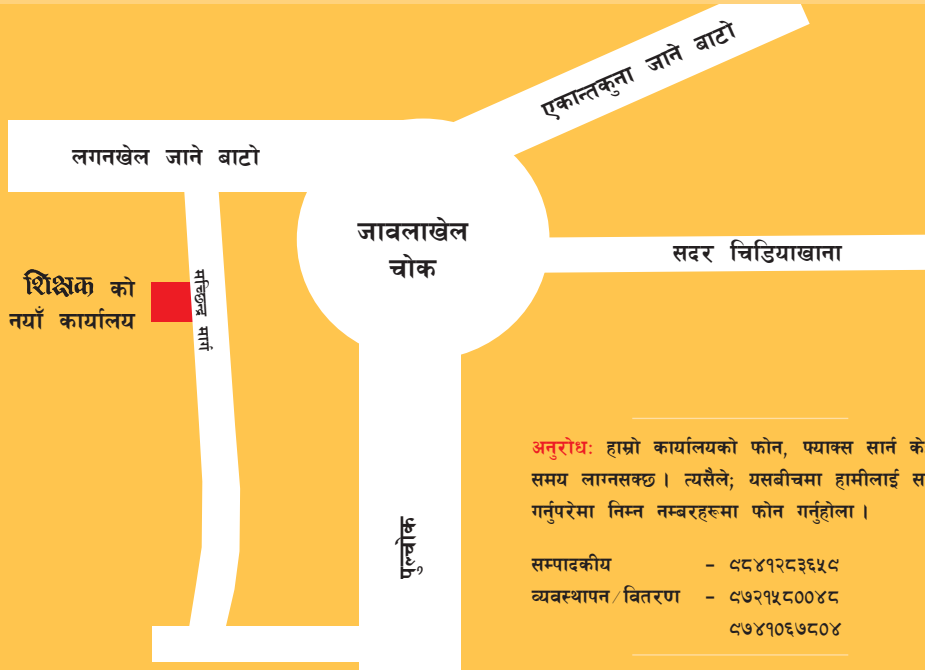 एकान्तकुना जाने बाटो
लगनखेल जाने बाटो
जावलाखेल
चोक
सदर चिडियाखाना
शिक्षक को
नयाँ कार्यालय
मच्छिन्द्र मार्ग
पुल्चोक
अनुरोध: हाम्रो कार्यालयको फोन, फ्याक्स सार्न के
समय लाग्नसक्छ । त्यसैले; यसबीचमा हामीलाई स
गर्नुपरेमा निम्न नम्बरहरूमा फोन गर्नुहोला ।
सम्पादकीय - ९८४१२८३६५९
व्यवस्थापन/वितरण - ९७२१५८००४८
९७४१०६७८०४